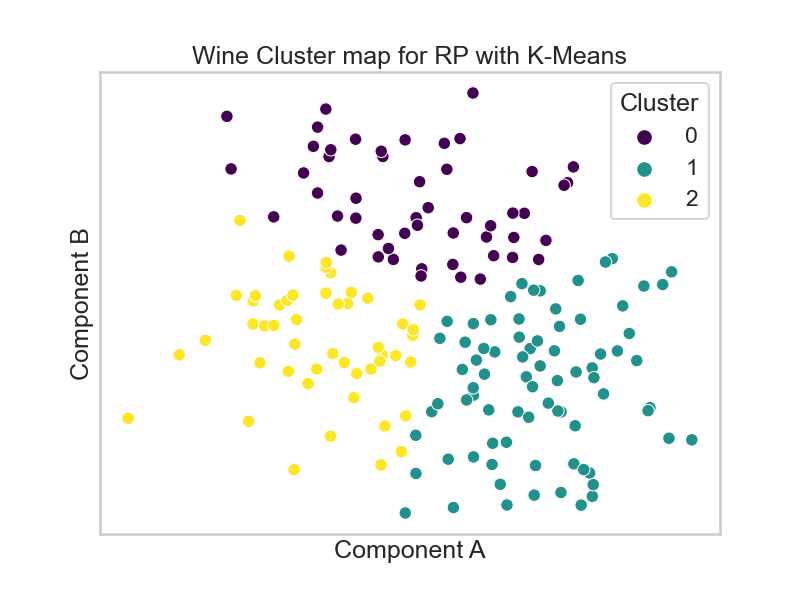 Wine Cluster map for RP with K-Means
Cluster
0
1
2
Component B
Component A